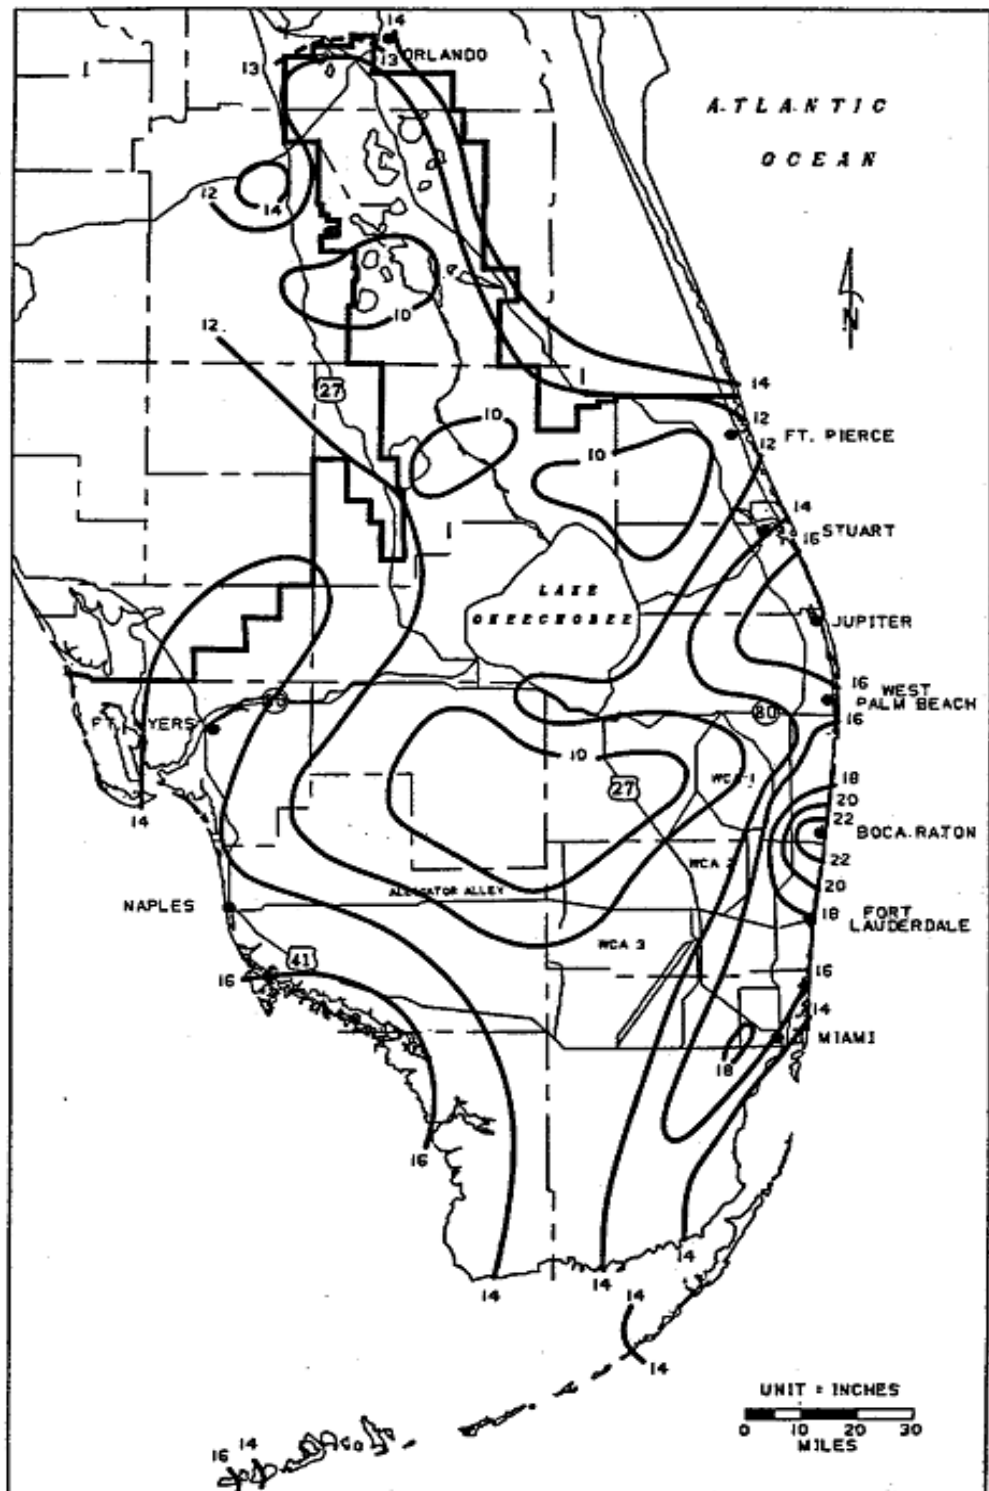 14
13
13
ORLANDO
ATLANTIC
OCEAN
12
14
N
10
12
27
14
10
12
FT. PIERCE
10
12
14
16
STUART
LAKE
OKEECHOBEE
JUPITER
16
WEST
PALM BEACH
80
16
FT. MYERS
10
WCA-1
18
27
20
22
BOCA RATON
14
WCA 2
22
ALLIGATOR ALLEY
20
NAPLES
18
FORT
LAUDERDALE
WCA 3
41
16
16
14
MIAMI
18
16
14
14
14
14
14
UNIT = INCHES
0 10 20 30
MILES
14
16